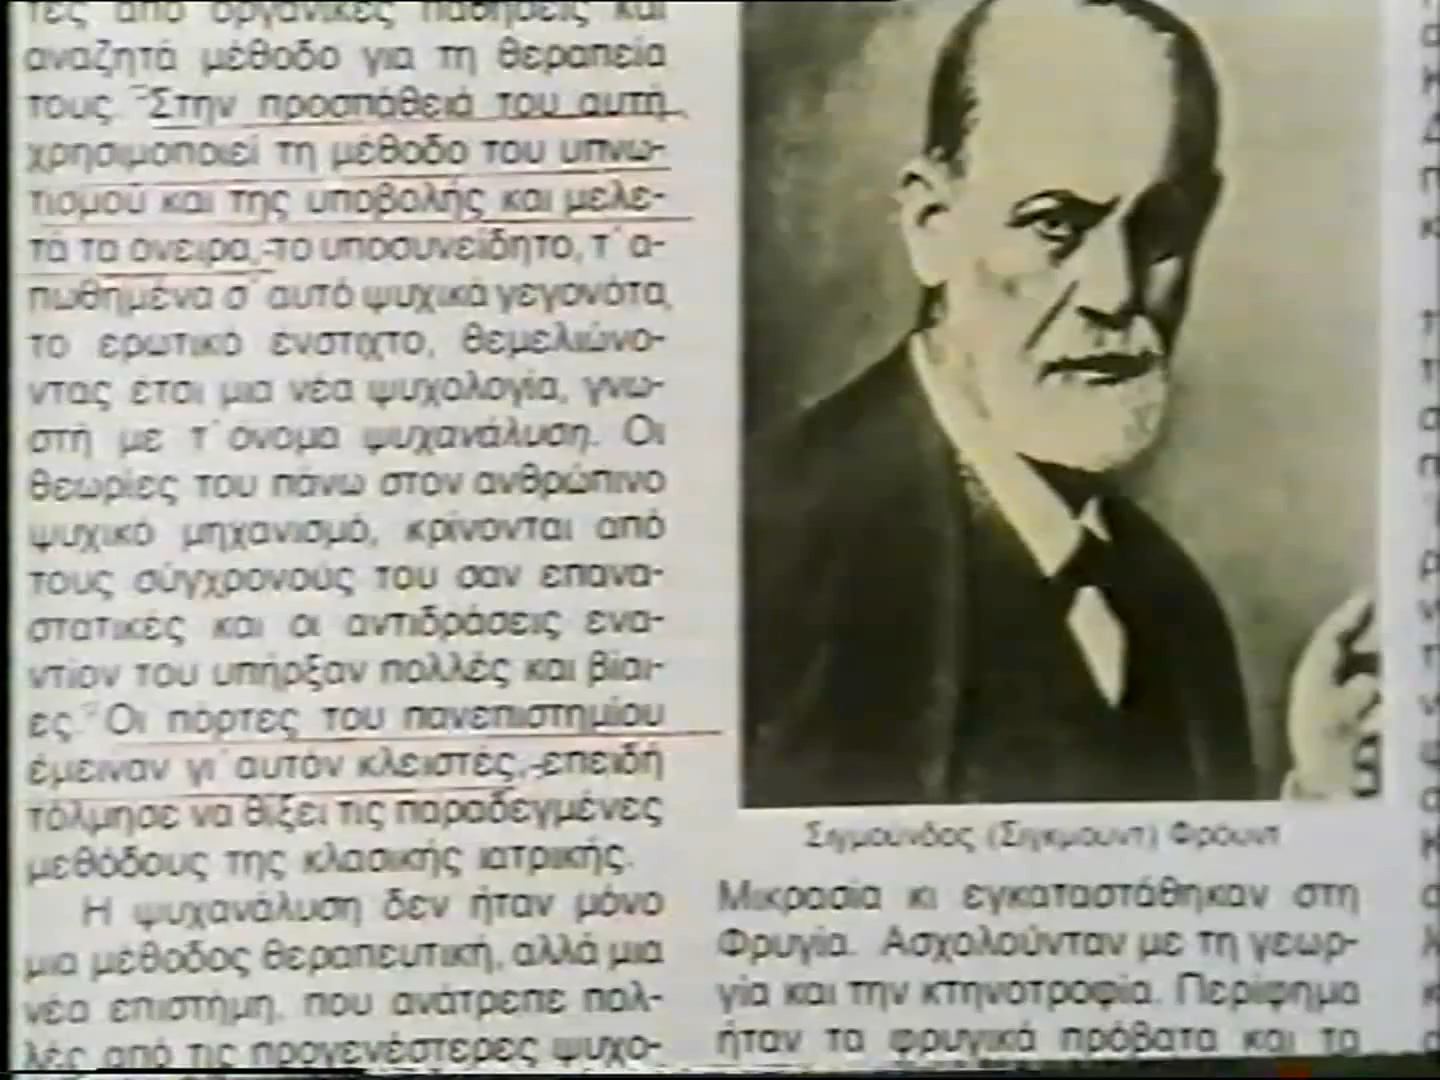 τες από οργανικές παθήσεις και
αναζητά μέθοδο για τη θεραπεία
τους. Στην προσπάθειά του αυτή,
χρησιμοποιεί τη μέθοδο του υπνω-
τισμού και της υποβολής και μελε-
τά τα όνειρα, το υποσυνείδητο, τ' α-
πωθημένα σ' αυτό ψυχικά γεγονότα,
το ερωτικό ένστιχτο, θεμελιώνο-
ντας έτσι μια νέα ψυχολογία, γνω-
στή με τ' όνομα ψυχανάλυση. Οι
θεωρίες του πάνω στον ανθρώπινο
ψυχικό μηχανισμό, κρίνονται από
τους σύγχρονούς του σαν επανα-
στατικές και οι αντιδράσεις ενα-
ντίον του υπήρξαν πολλές και βίαι-
ες. Οι πόρτες του πανεπιστημίου
έμειναν γι' αυτόν κλειστές, επειδή
τόλμησε να θίξει τις παραδεγμένες
μεθόδους της κλασικής ιατρικής.
Η ψυχανάλυση δεν ήταν μόνο
μια μέθοδος θεραπευτική, αλλά μια
νέα επιστήμη, που ανάτρεπε πολ-
λές από τις προγενέστερες ψυχο-
Σιγμούνδος (Σιγκμουντ) Φρόυντ
Μικρασία κι εγκαταστάθηκαν στη
Φρυγία. Ασχολούνταν με τη γεωρ-
γία και την κτηνοτροφία. Περίφημα
ήταν τα φρυγικά πρόβατα και τα